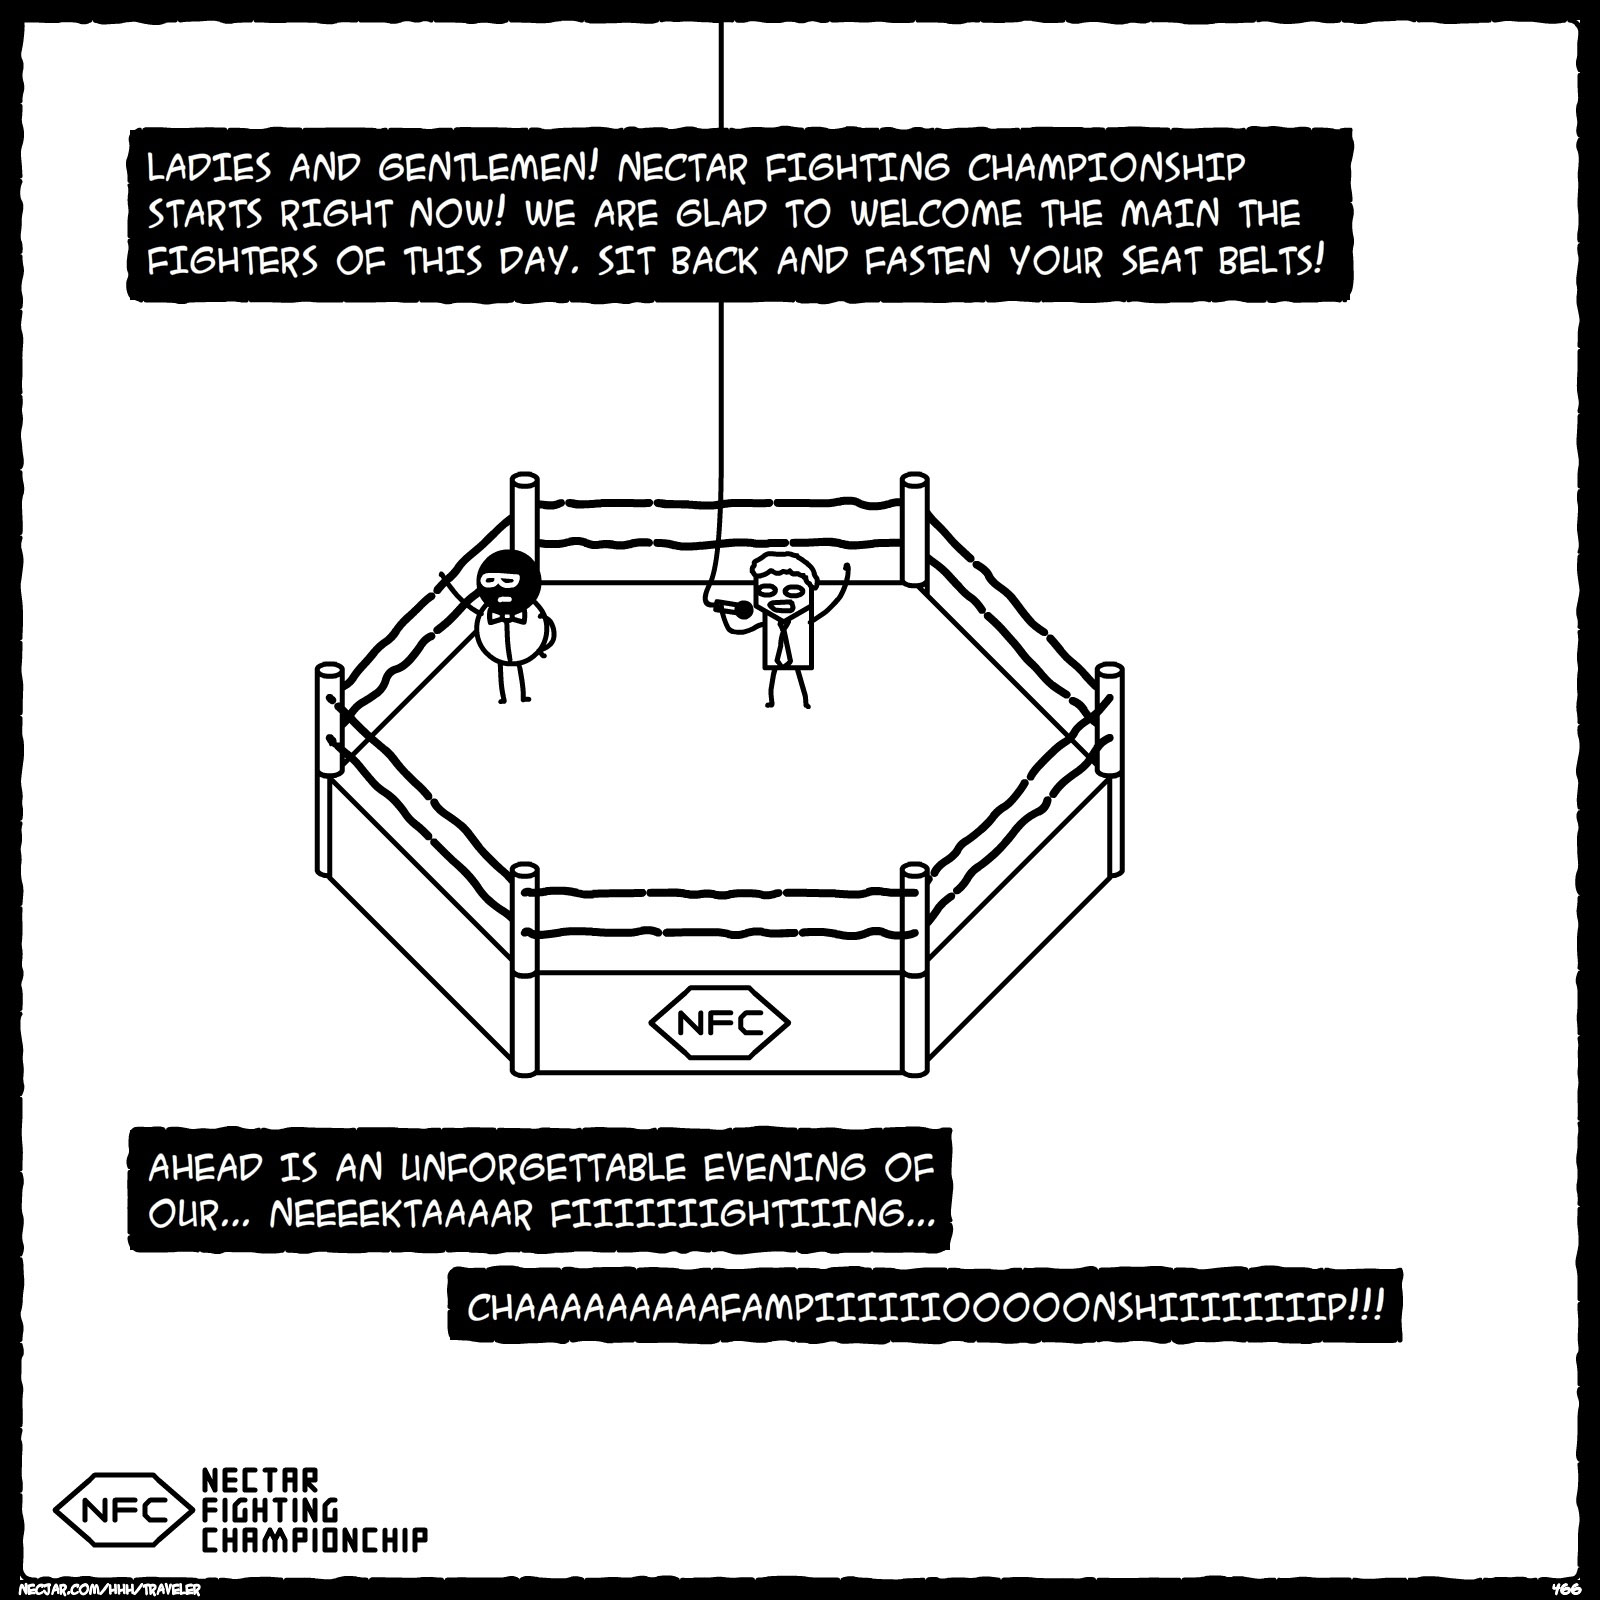 LADIES AND GENTLEMEN! NECTAR FIGHTING CHAMPIONSHIP
STARTS RIGHT NOW! WE ARE GLAD TO WELCOME THE MAIN THE
FIGHTERS OF THIS DAY. SIT BACK AND FASTEN YOUR SEAT BELTS!
NFC
AHEAD IS AN UNFORGETTABLE EVENING OF
OUR... NEEEEKTAAAAR FIIIIIIIGHTIIIING...
CHAAAAAAAAAFAMPIIIIIIOOOOONSHIIIIIIIIP!!!
NFC
NECTAR
FIGHTING
CHAMPIONCHIP
NECJAR.COM/HHH/TRAVELER
466